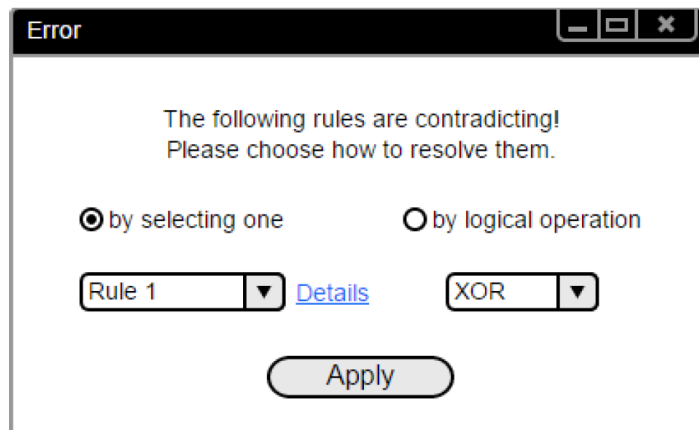 Error
The following rules are contradicting!
Please choose how to resolve them.
by selecting one by logical operation
Rule 1 Details XOR
Apply